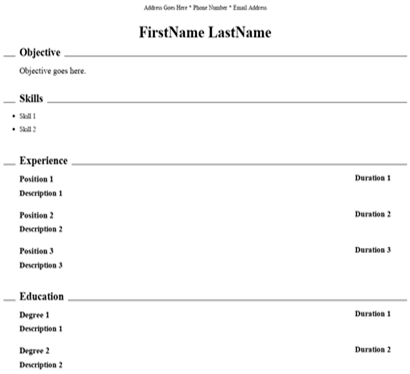 Address Goes Here * Phone Number * Email Address
FirstName LastName
Objective
Objective goes here.
Skills
• Skill 1
• Skill 2
Experience
Position 1 Duration 1
Description 1
Position 2 Duration 2
Description 2
Position 3 Duration 3
Description 3
Education
Degree 1 Duration 1
Description 1
Degree 2 Duration 2
Description 2